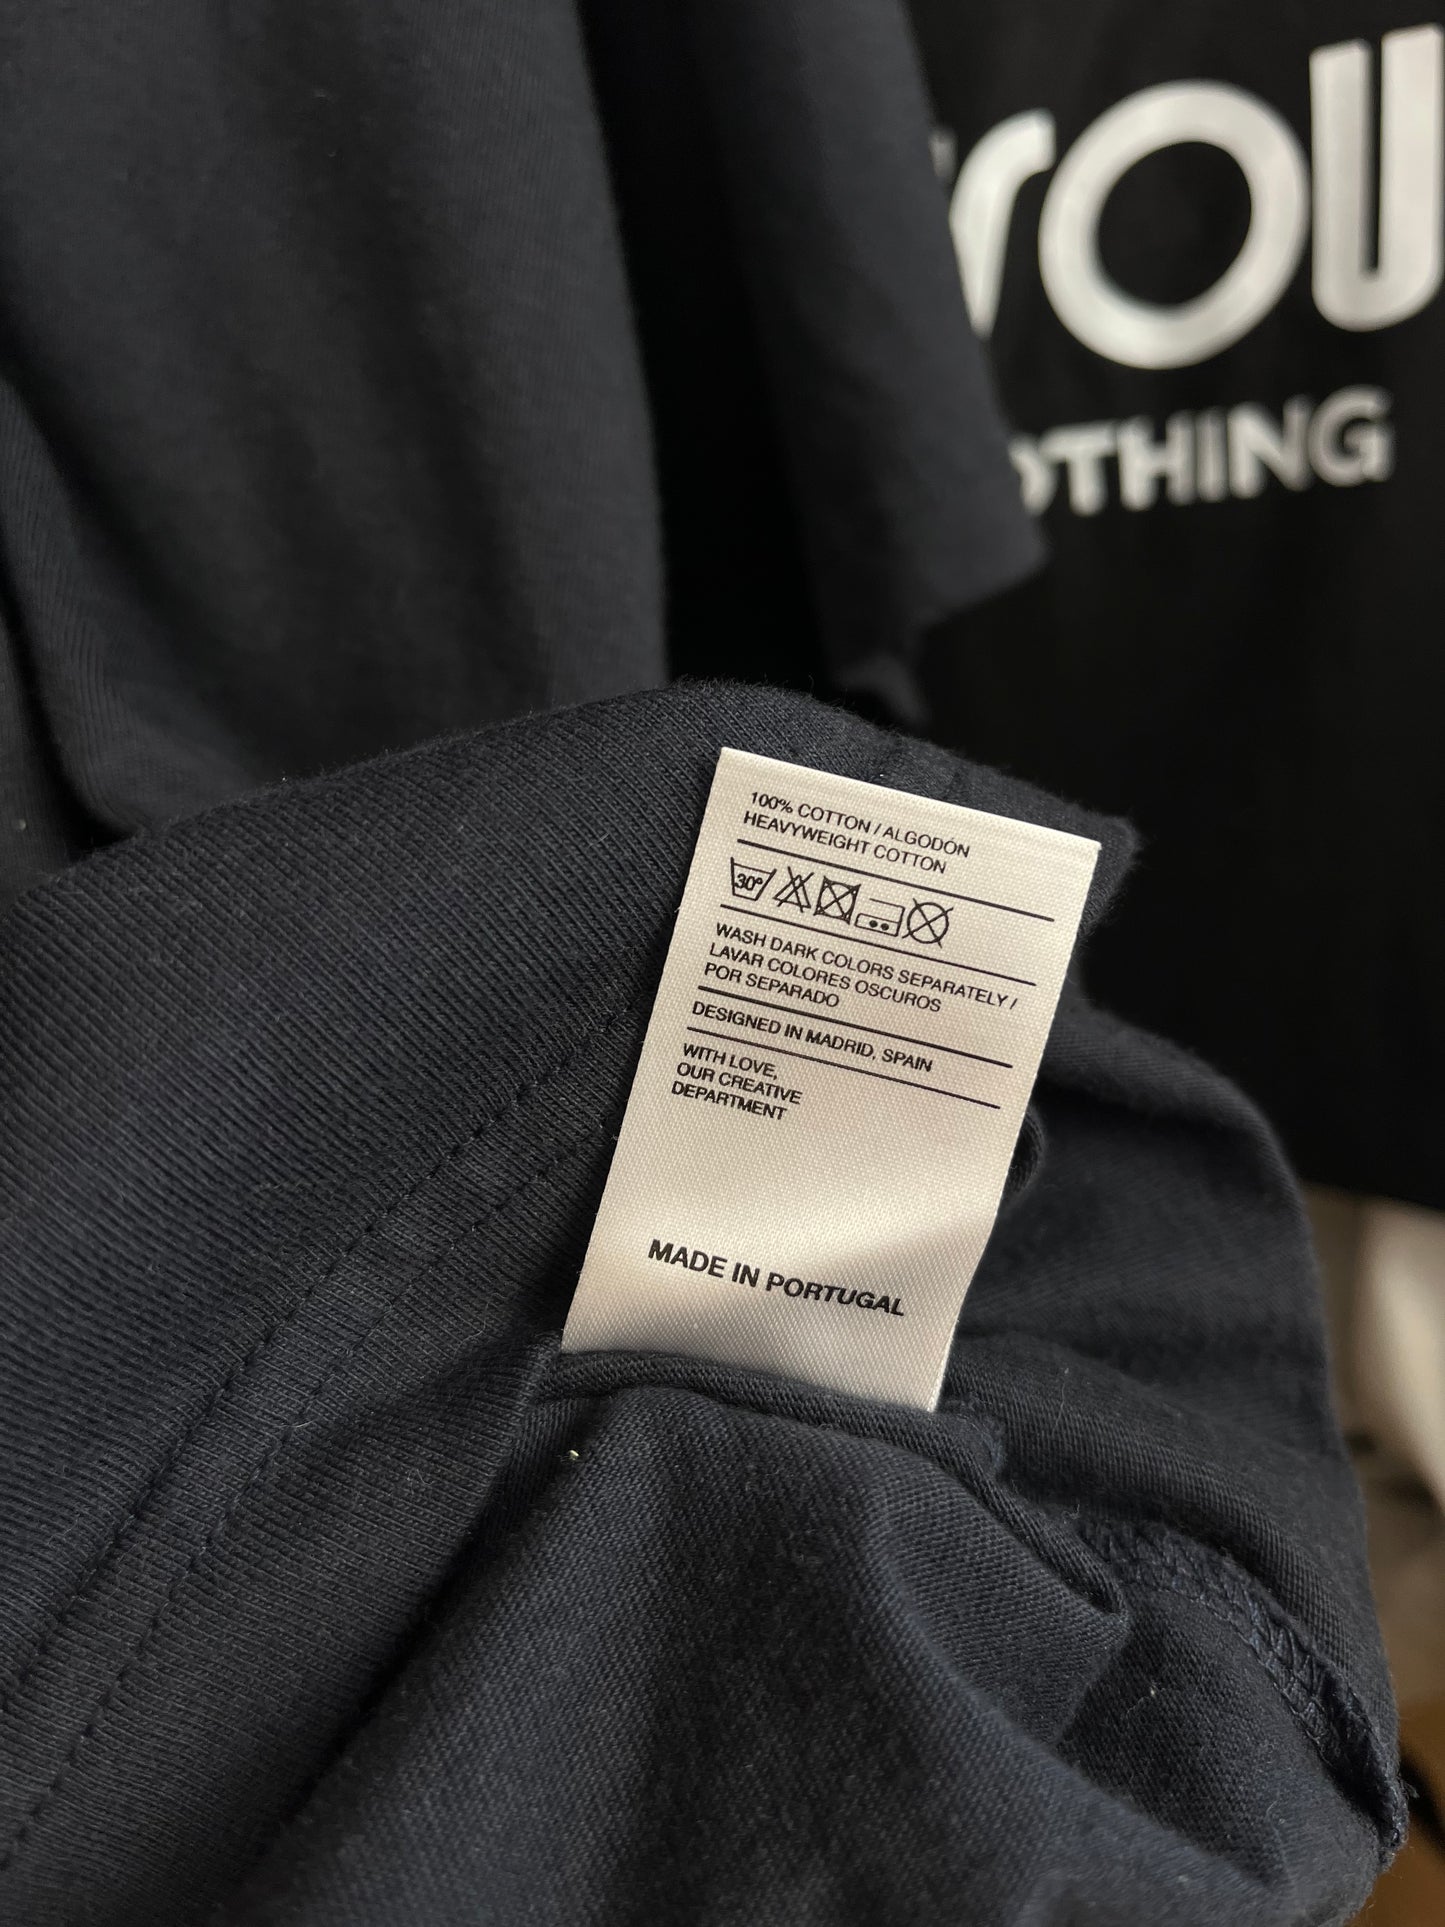 100% COTTON / ALGODÓN
HEAVYWEIGHT COTTON
30°
WASH DARK COLORS SEPARATELY /
LAVAR COLORES OSCUROS
POR SEPARADO
DESIGNED IN MADRID, SPAIN
WITH LOVE,
OUR CREATIVE
DEPARTMENT
MADE IN PORTUGAL